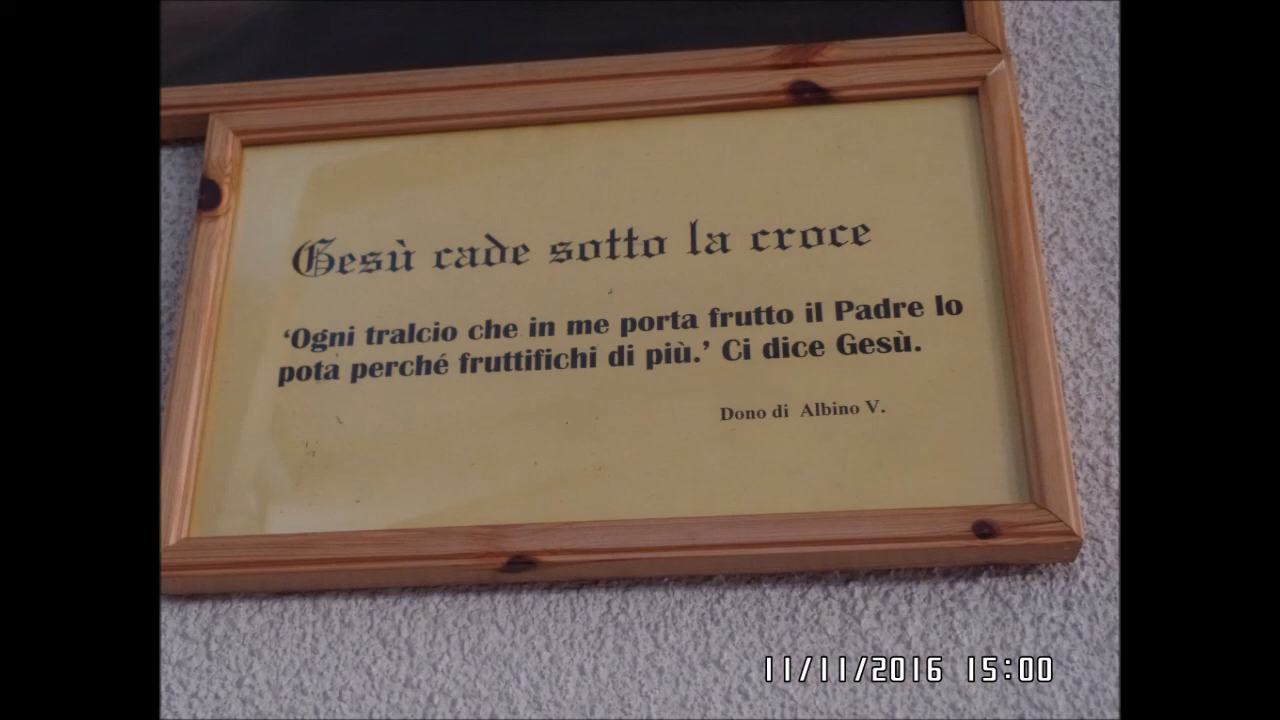 Gesù cade sotto la croce
‘Ogni tralcio che in me porta frutto il Padre lo
pota perché fruttifichi di più.’ Ci dice Gesù.
Dono di Albino V.
11/11/2016 15:00